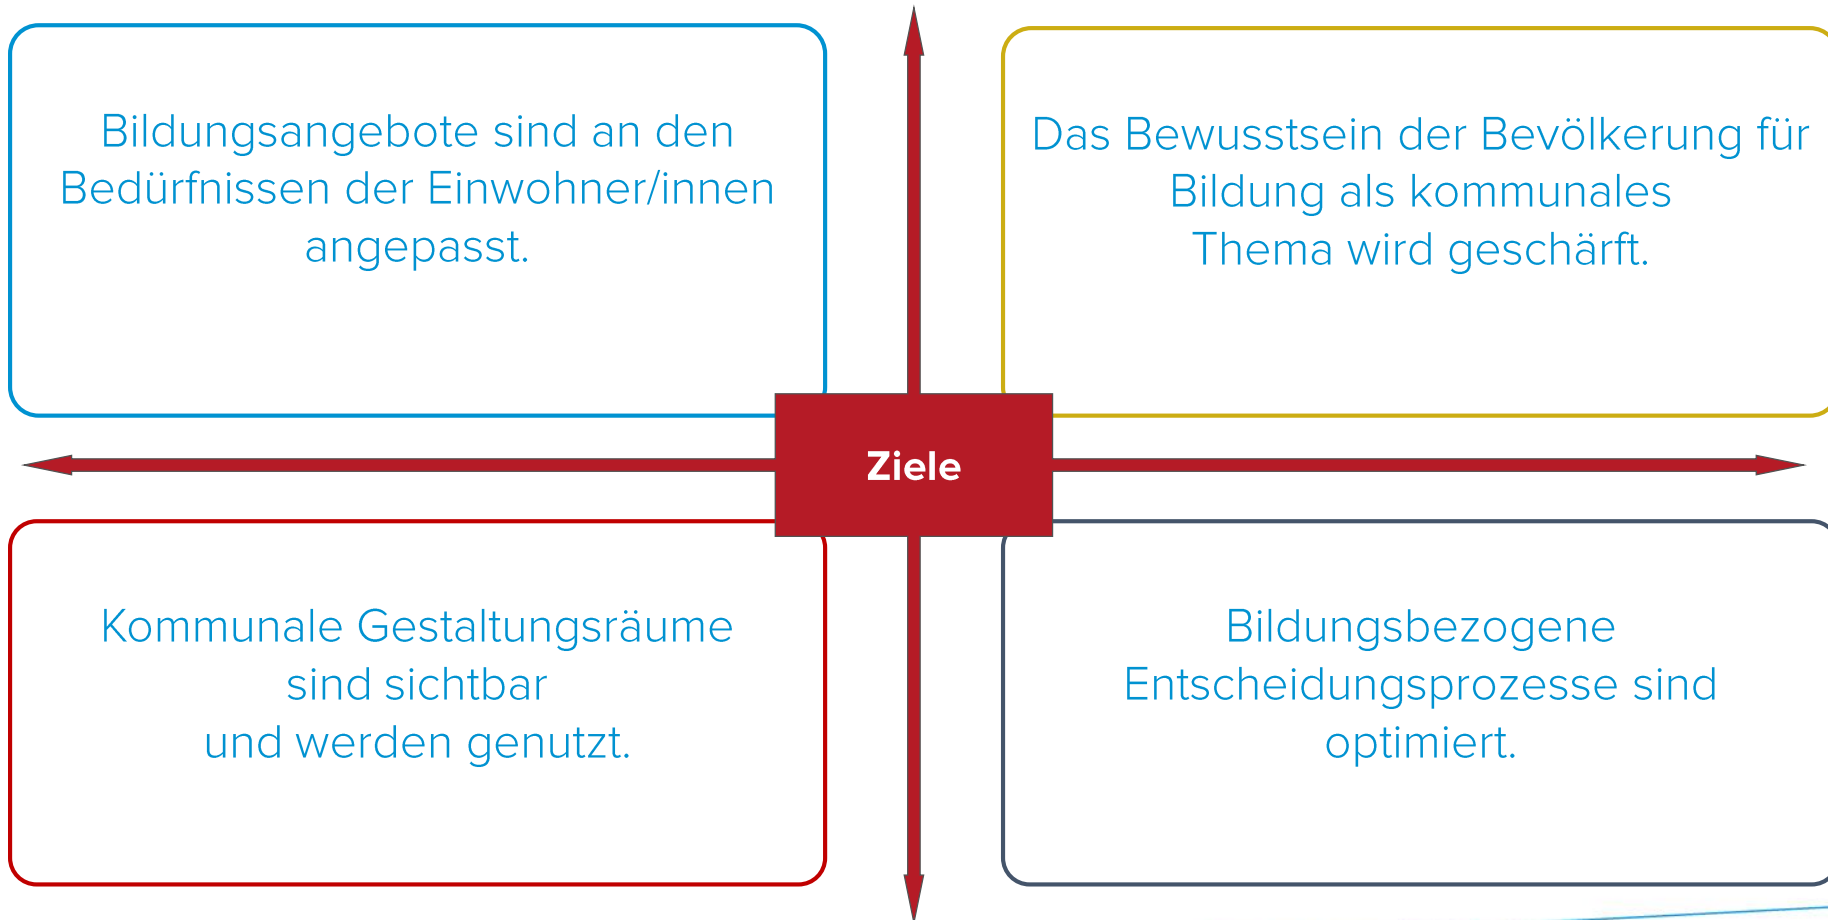 Bildungsangebote sind an den
Bedürfnissen der Einwohner/innen
angepasst.
Das Bewusstsein der Bevölkerung für
Bildung als kommunales
Thema wird geschärft.
Ziele
Kommunale Gestaltungsräume
sind sichtbar
und werden genutzt.
Bildungsbezogene
Entscheidungsprozesse sind
optimiert.